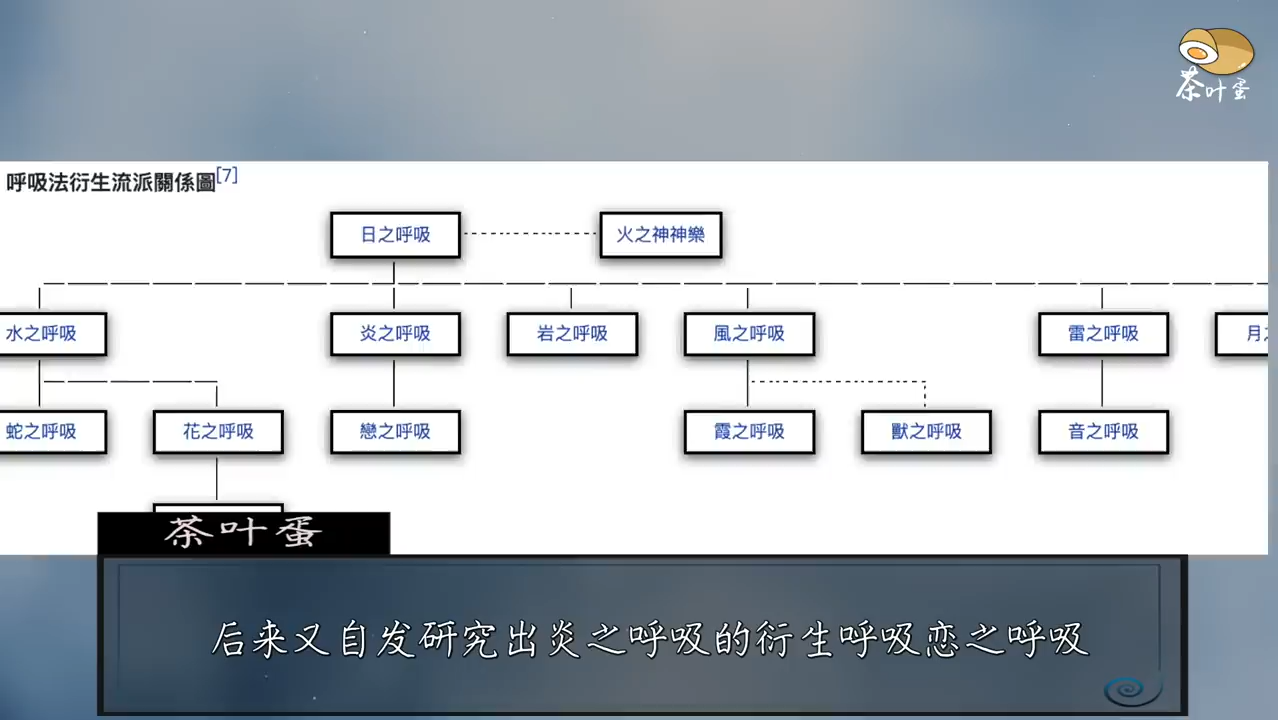 茶叶蛋
呼吸法衍生流派關係圖[7]
日之呼吸
火之神神樂
水之呼吸
炎之呼吸
岩之呼吸
風之呼吸
雷之呼吸
月
蛇之呼吸
花之呼吸
戀之呼吸
霞之呼吸
獸之呼吸
音之呼吸
茶叶蛋
后来又自发研究出炎之呼吸的衍生呼吸恋之呼吸